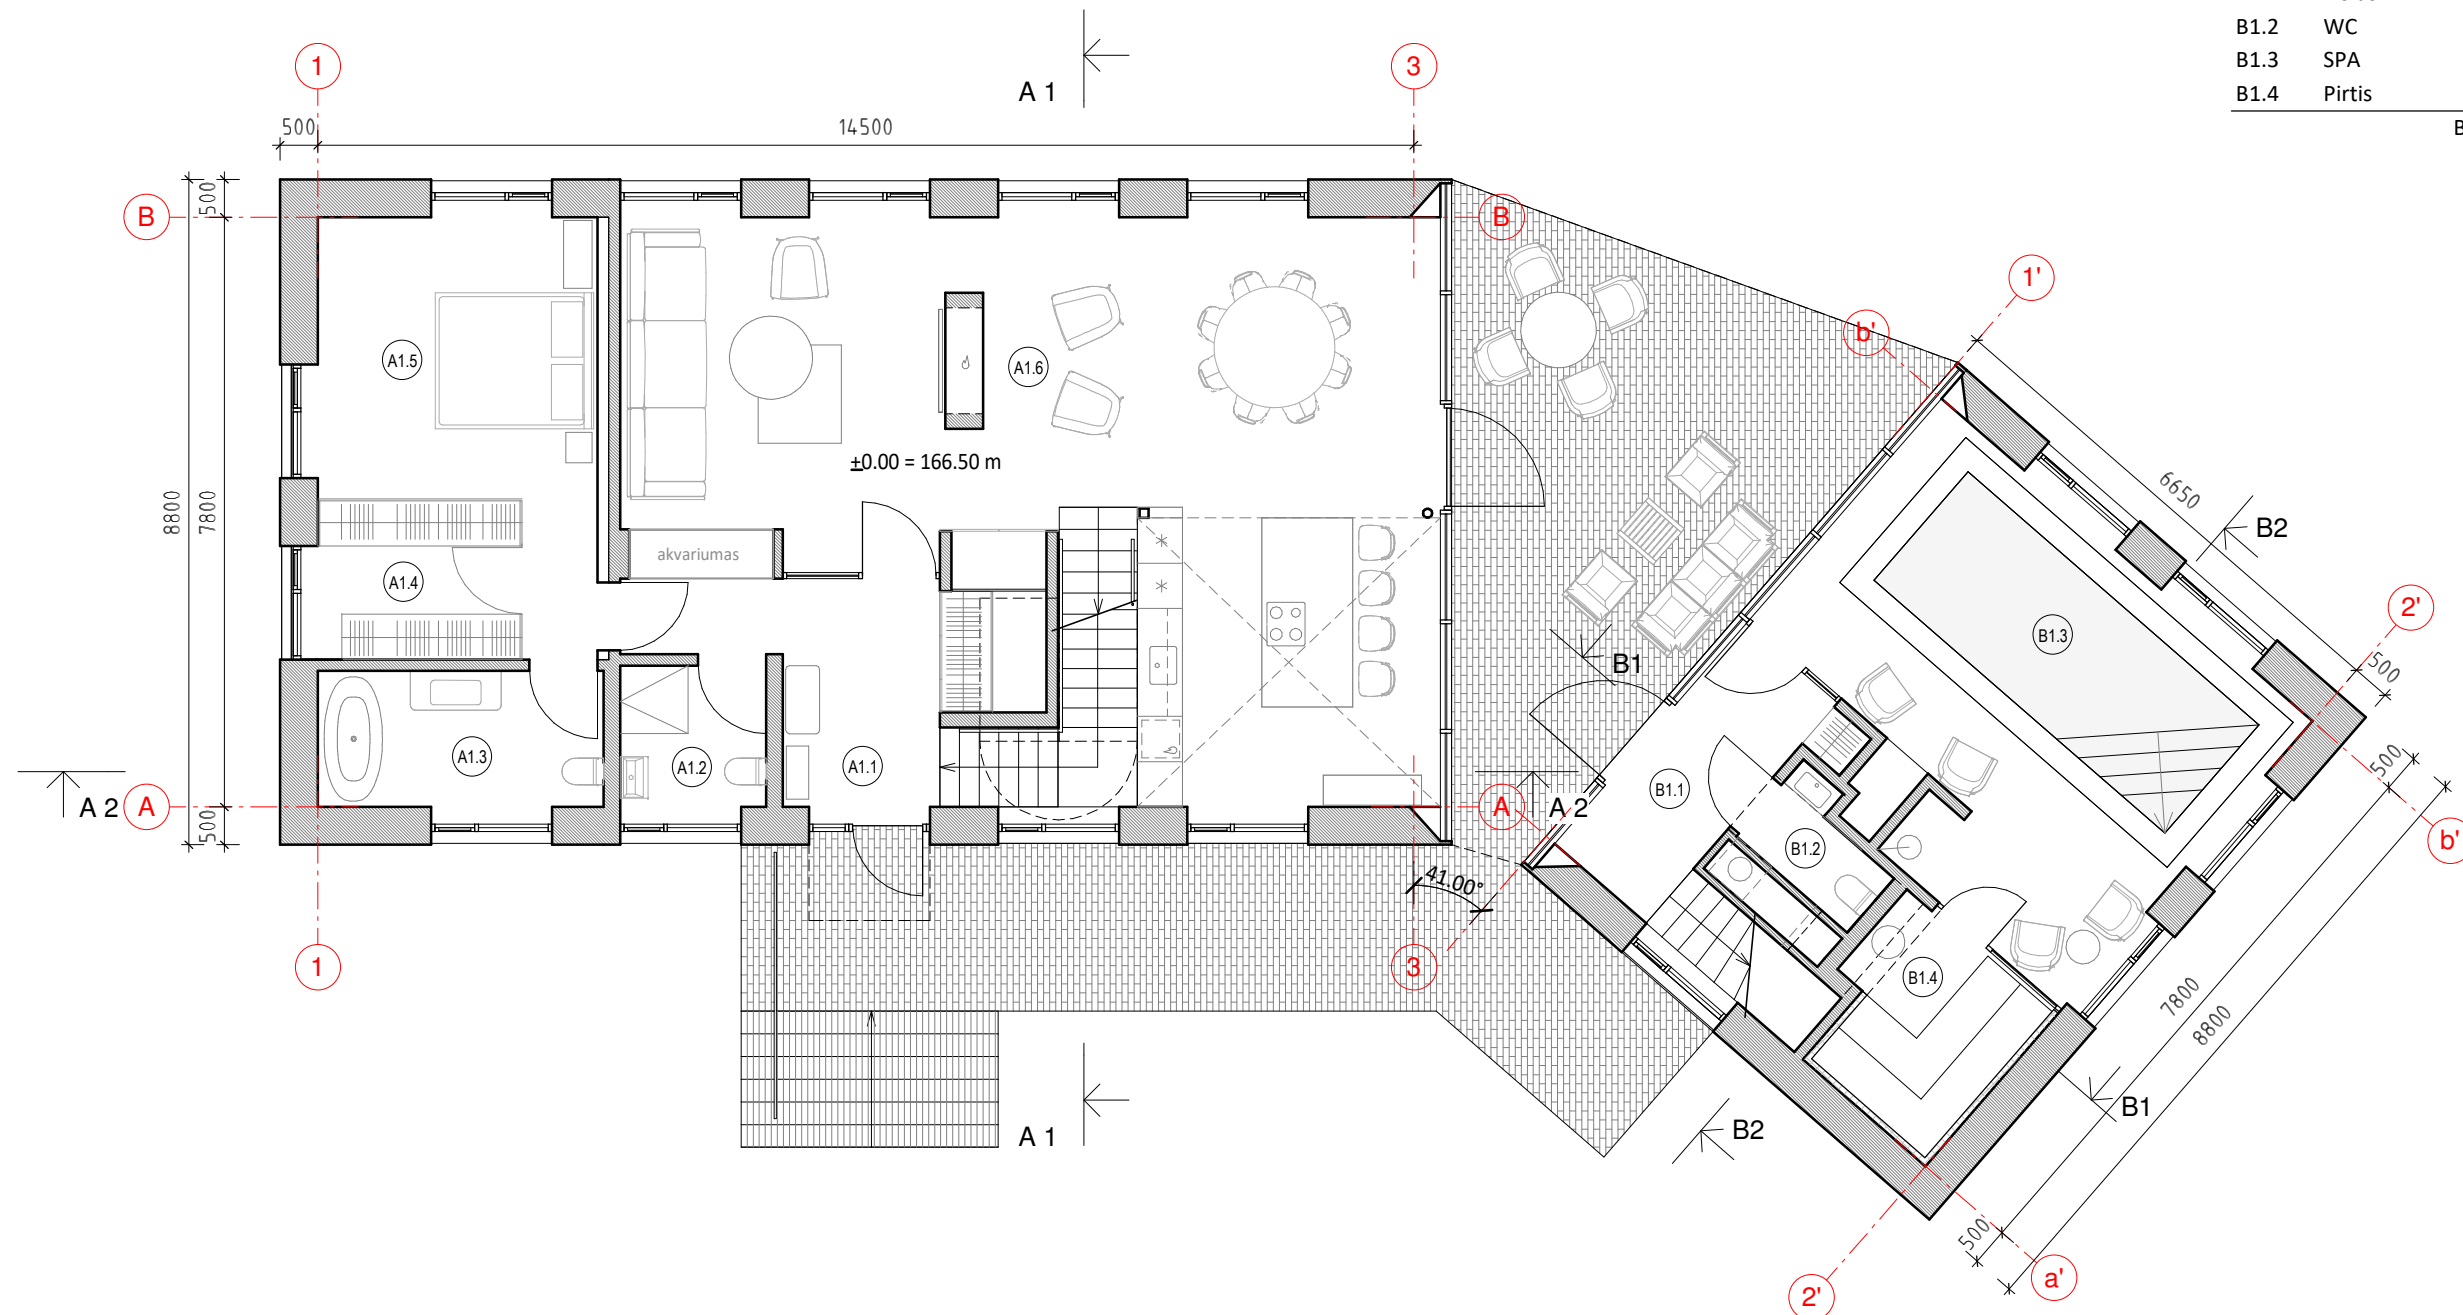 B1.2 WC
B1.3 SPA
B1.4 Pirtis
B
1
3
A 1
500
14500
B
B
500
8800
7800
500
A1.5
A1.6
±0.00 = 166.50 m
akvariumas
A1.4
A1.3
A1.2
A1.1
A 2
A
A
A 2
1
3
41.00°
A 1
1'
b'
6650
B2
2'
500
B1.3
B1
500
b'
B1.1
B1.2
B1.4
7800
8800
B1
B2
500
a'
2'